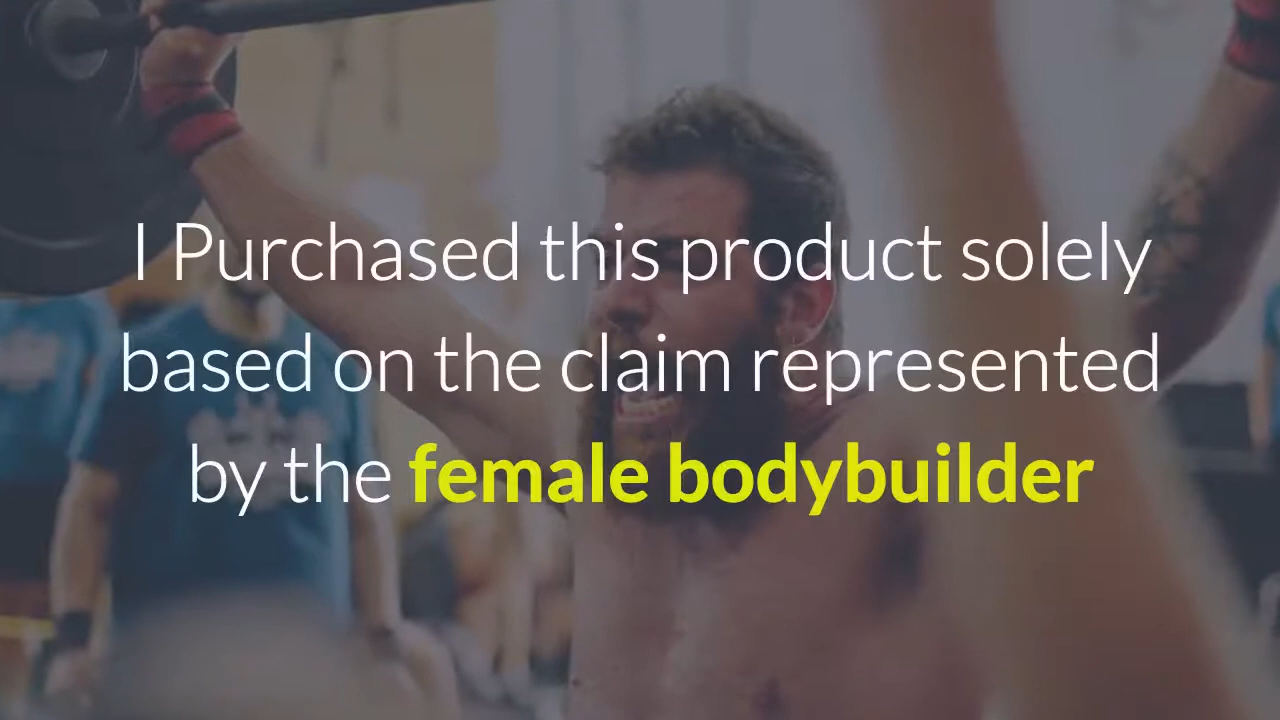 I Purchased this product solely
based on the claim represented
by the female bodybuilder